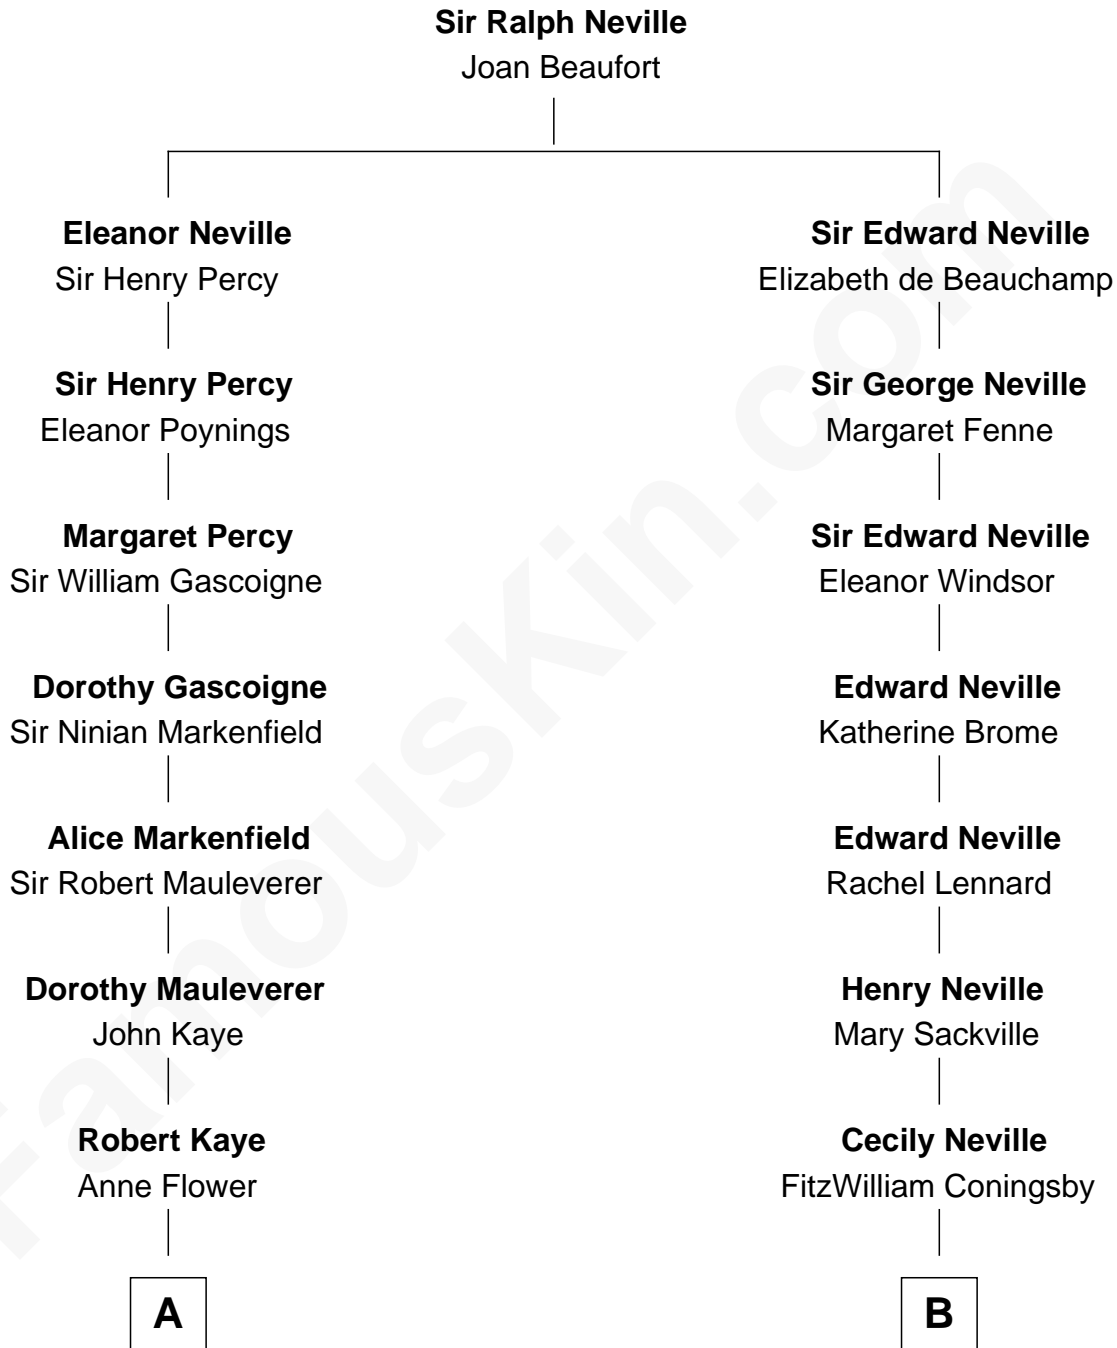 Sir Ralph Neville
Joan Beaufort
Eleanor Neville
Sir Henry Percy
Sir Edward Neville
Elizabeth de Beauchamp
Sir Henry Percy
Eleanor Poynings
Sir George Neville
Margaret Fenne
Margaret Percy
Sir William Gascoigne
Sir Edward Neville
Eleanor Windsor
Dorothy Gascoigne
Sir Ninian Markenfield
Edward Neville
Katherine Brome
Alice Markenfield
Sir Robert Mauleverer
Edward Neville
Rachel Lennard
Dorothy Mauleverer
John Kaye
Henry Neville
Mary Sackville
Robert Kaye
Anne Flower
Cecily Neville
FitzWilliam Coningsby
A
B
FamousKin.com